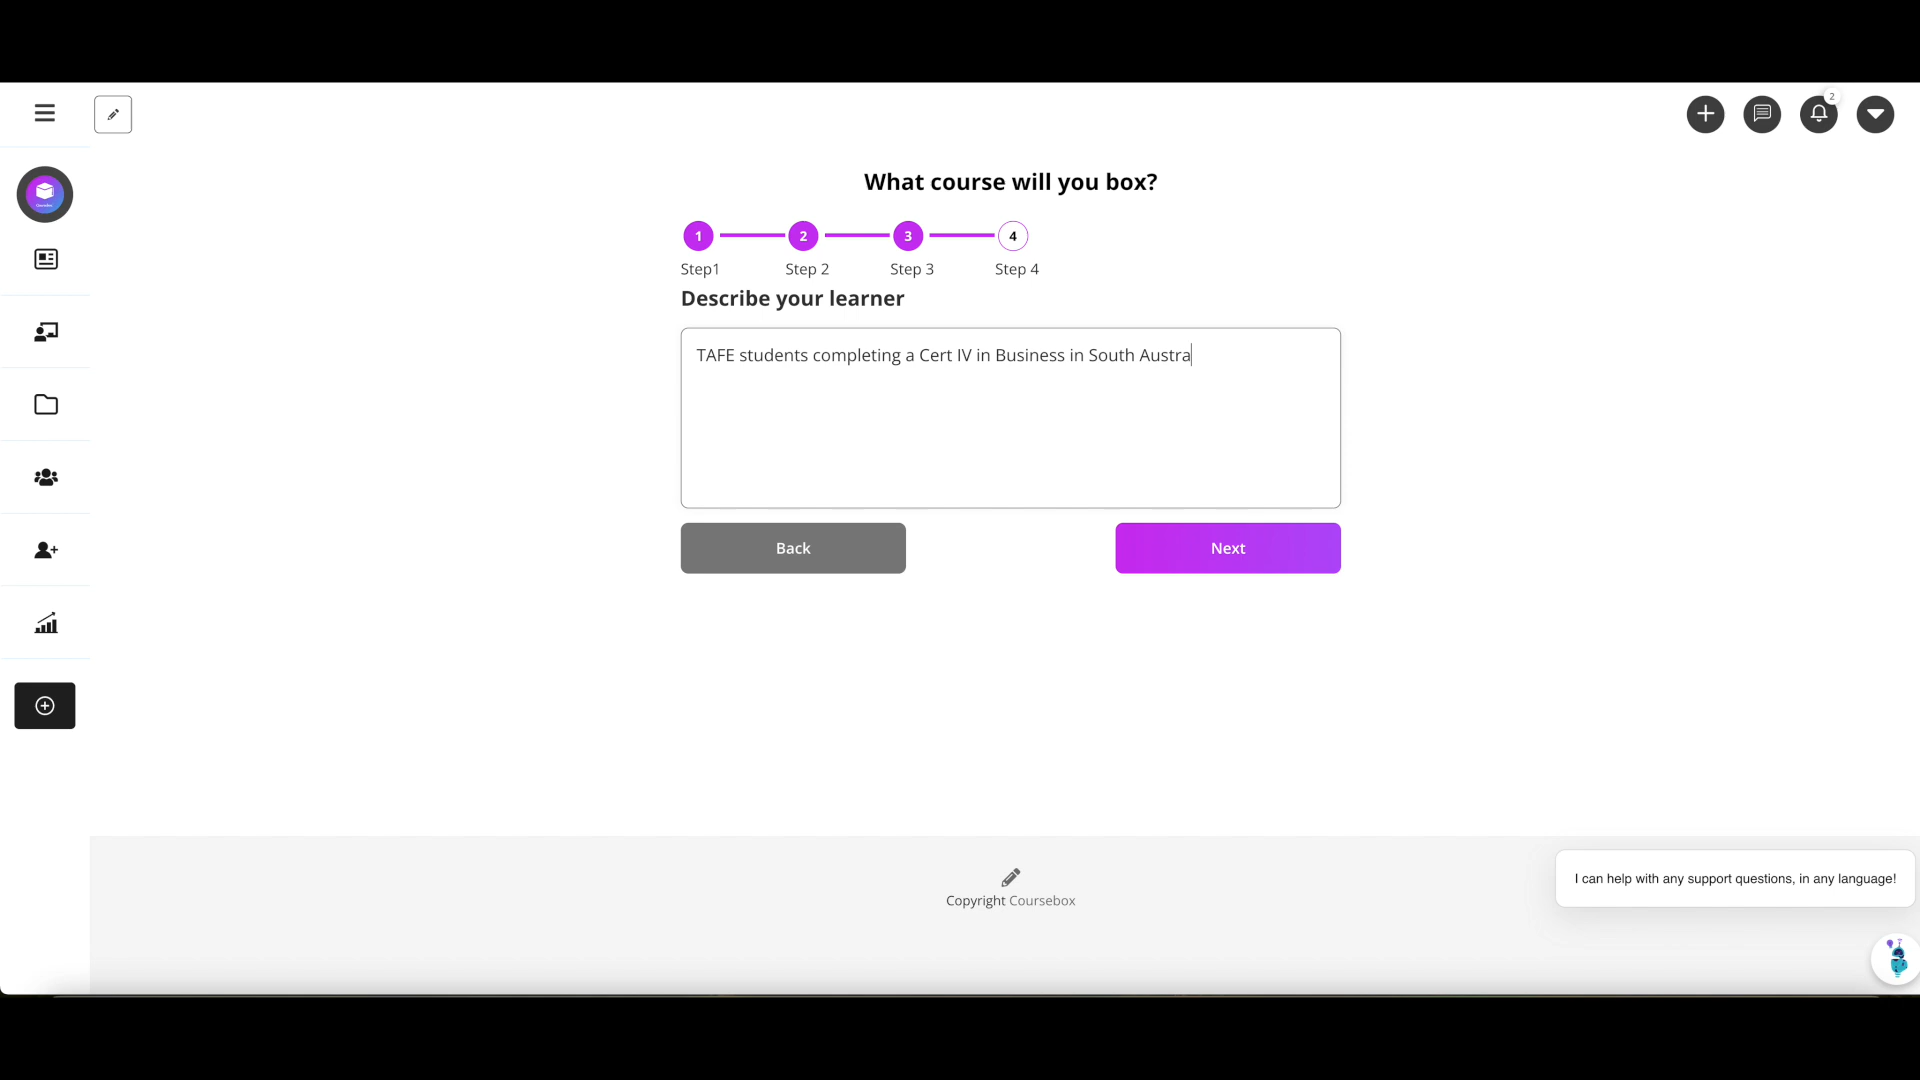 2
What course will you box?
1
2
3
4
Step1
Step 2
Step 3
Step 4
Describe your learner
TAFE students completing a Cert IV in Business in South Austra
Back
Next
I can help with any support questions, in any language!
Copyright Coursebox